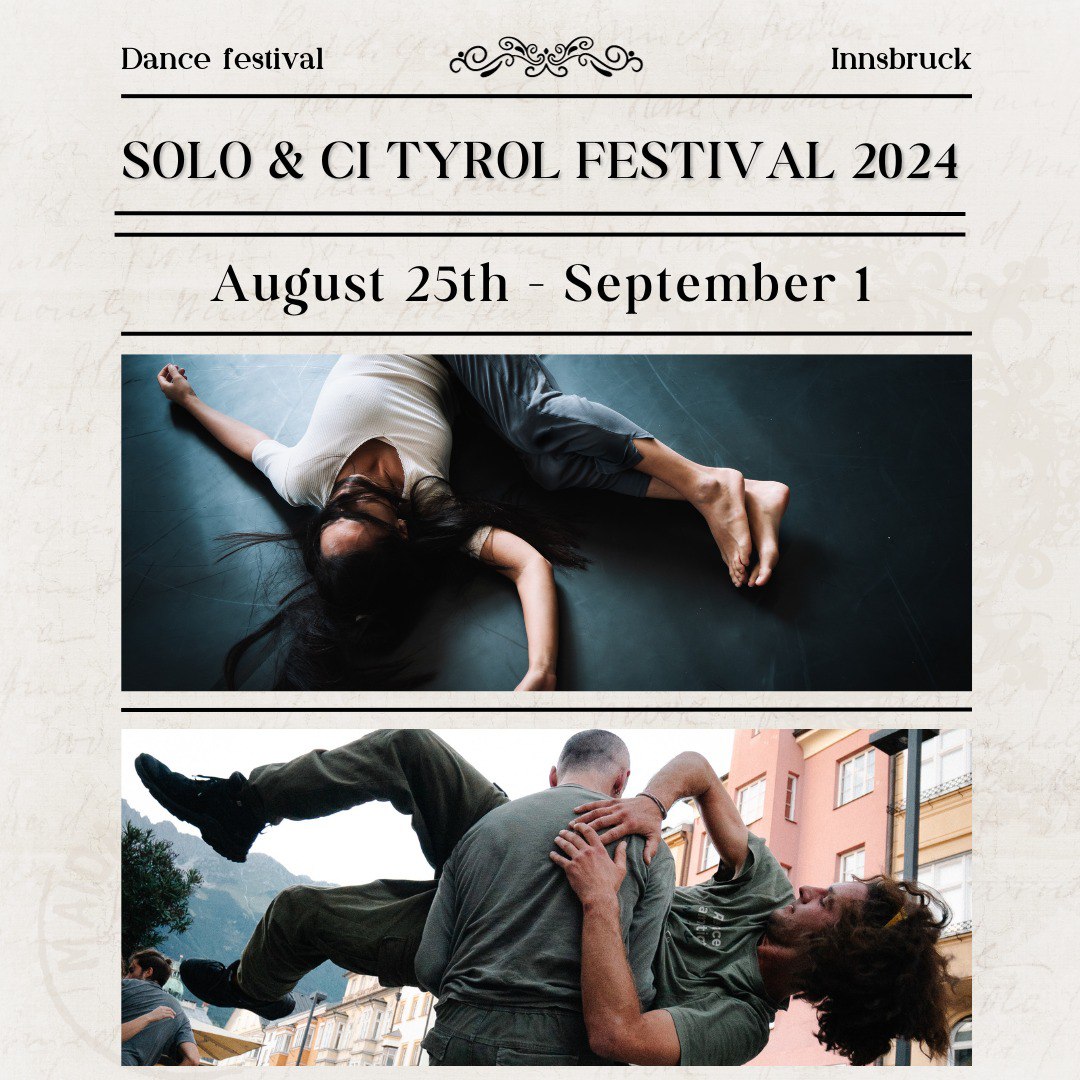 Dance festival
Innsbruck
SOLO & CI TYROL FESTIVAL 2024
August 25th - September 1